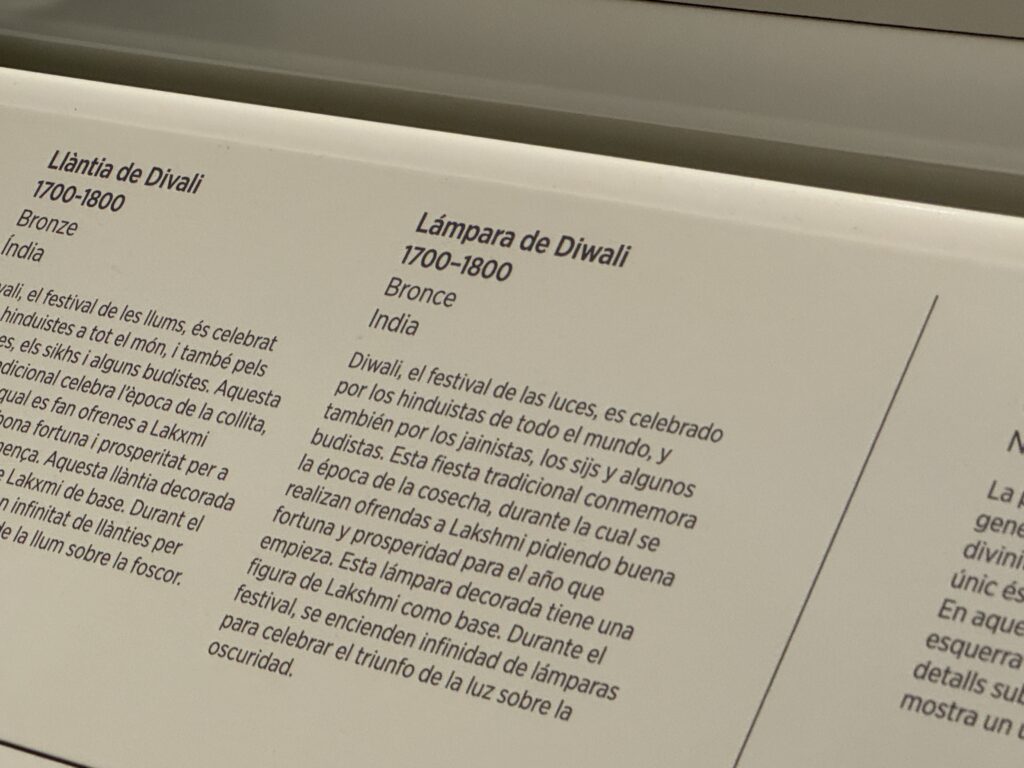 Llàntia de Divali
1700-1800
Bronze
Índia
el festival de les llums, és celebrat
hinduistes a tot el món, i també pels
els sikhs i alguns budistes. Aquesta
celebra l'època de la collita,
qual es fan ofrenes a Lakxmi
bona fortuna i prosperitat per a
Aquesta llàntia decorada
Lakxmi de base. Durant el
infinitat de llànties per
de la llum sobre la foscor.
Lámpara de Diwali
1700–1800
Bronce
India
Diwali, el festival de las luces, es celebrado
por los hinduistas de todo el mundo, y
también por los jainistas, los sijs y algunos
budistas. Esta fiesta tradicional conmemora
la época de la cosecha, durante la cual se
realizan ofrendas a Lakshmi pidiendo buena
fortuna y prosperidad para el año que
empieza. Esta lámpara decorada tiene una
figura de Lakshmi como base. Durante el
festival, se encienden infinidad de lámparas
para celebrar el triunfo de la luz sobre la
oscuridad.
La
únic és
En
esquerra
detalls
mostra un